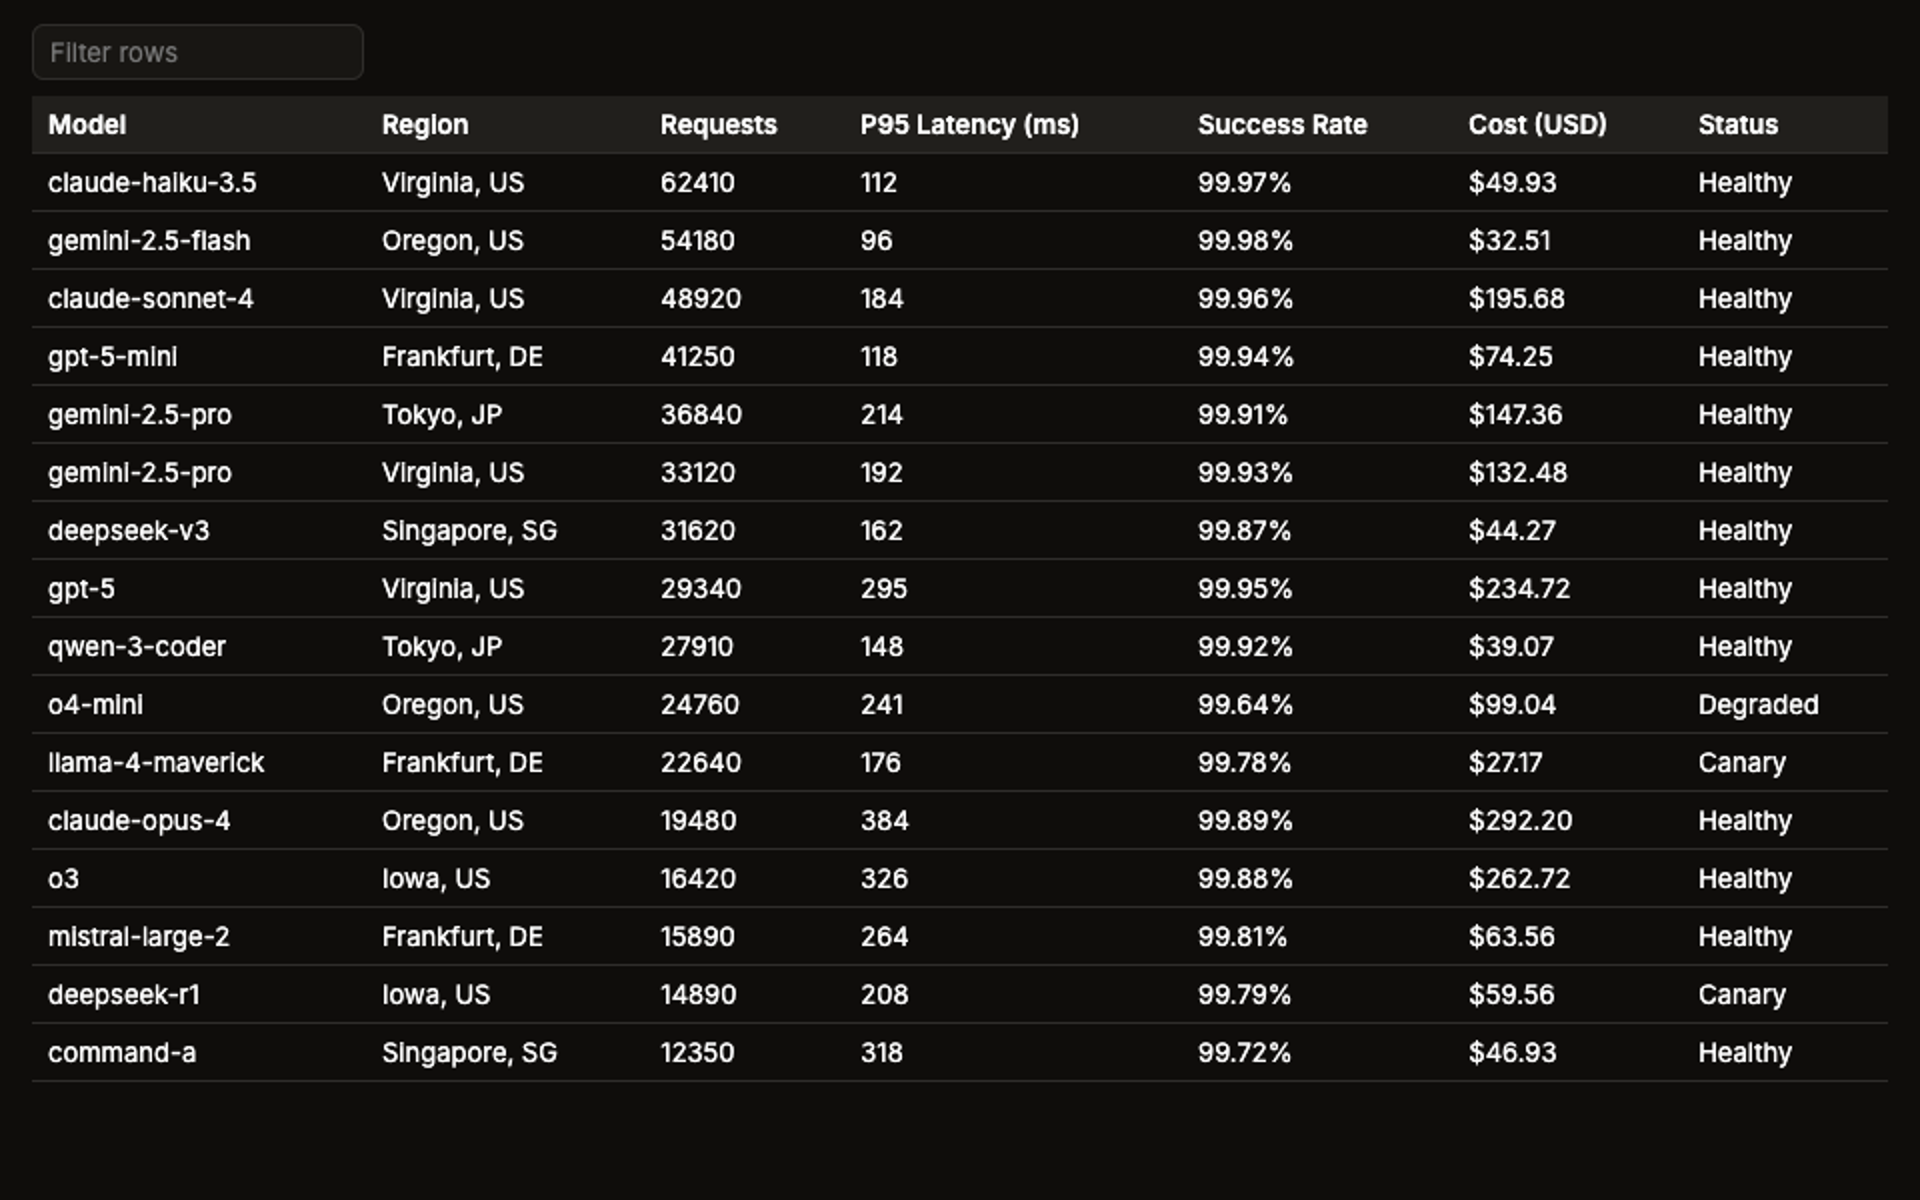 Filter rows
Model Region Requests P95 Latency (ms) Success Rate Cost (USD) Status
claude-haiku-3.5 Virginia, US 62410 112 99.97% $49.93 Healthy
gemini-2.5-flash Oregon, US 54180 96 99.98% $32.51 Healthy
claude-sonnet-4 Virginia, US 48920 184 99.96% $195.68 Healthy
gpt-5-mini Frankfurt, DE 41250 118 99.94% $74.25 Healthy
gemini-2.5-pro Tokyo, JP 36840 214 99.91% $147.36 Healthy
gemini-2.5-pro Virginia, US 33120 192 99.93% $132.48 Healthy
deepseek-v3 Singapore, SG 31620 162 99.87% $44.27 Healthy
gpt-5 Virginia, US 29340 295 99.95% $234.72 Healthy
qwen-3-coder Tokyo, JP 27910 148 99.92% $39.07 Healthy
o4-mini Oregon, US 24760 241 99.64% $99.04 Degraded
llama-4-maverick Frankfurt, DE 22640 176 99.78% $27.17 Canary
claude-opus-4 Oregon, US 19480 384 99.89% $292.20 Healthy
o3 Iowa, US 16420 326 99.88% $262.72 Healthy
mistral-large-2 Frankfurt, DE 15890 264 99.81% $63.56 Healthy
deepseek-r1 Iowa, US 14890 208 99.79% $59.56 Canary
command-a Singapore, SG 12350 318 99.72% $46.93 Healthy